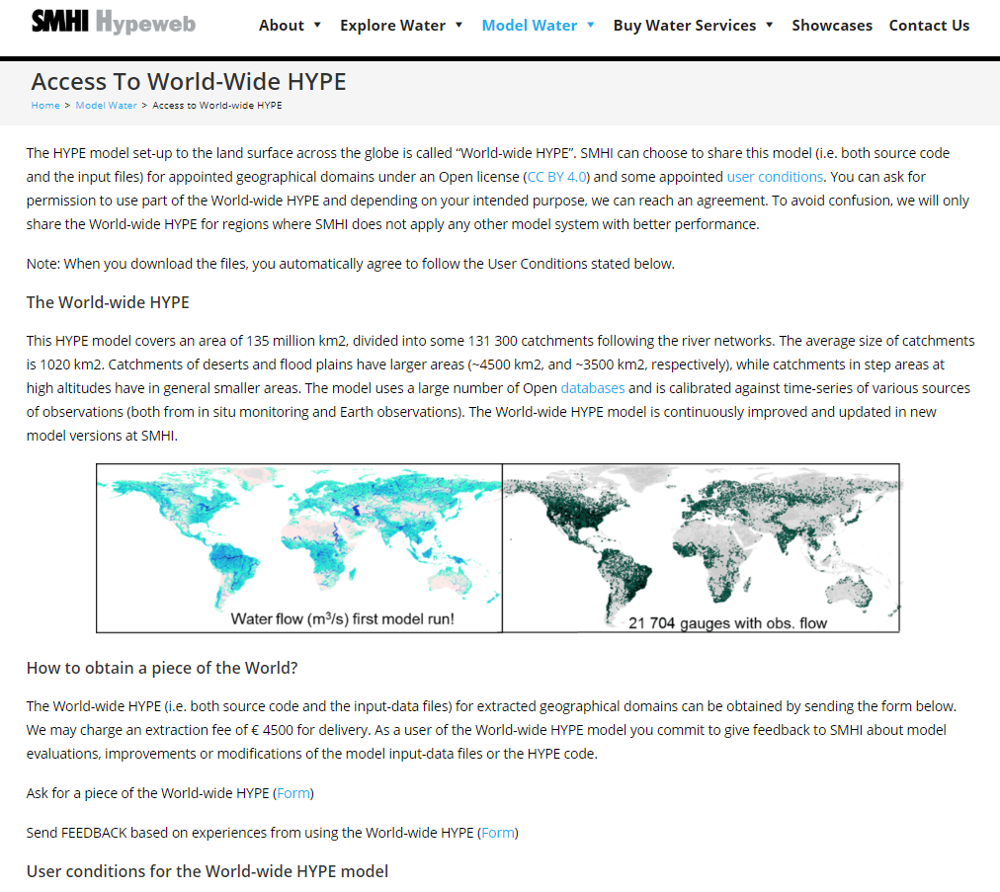 SMHI Hypeweb
About ▼ Explore Water ▼ Model Water ▼ Buy Water Services ▼ Showcases Contact Us
Access To World-Wide HYPE
Home > Model Water > Access to World-wide HYPE
The HYPE model set-up to the land surface across the globe is called “World-wide HYPE”. SMHI can choose to share this model (i.e. both source code
and the input files) for appointed geographical domains under an Open license (CC BY 4.0) and some appointed user conditions. You can ask for
permission to use part of the World-wide HYPE and depending on your intended purpose, we can reach an agreement. To avoid confusion, we will only
share the World-wide HYPE for regions where SMHI does not apply any other model system with better performance.
Note: When you download the files, you automatically agree to follow the User Conditions stated below.
The World-wide HYPE
This HYPE model covers an area of 135 million km2, divided into some 131 300 catchments following the river networks. The average size of catchments
is 1020 km2. Catchments of deserts and flood plains have larger areas (~4500 km2, and ~3500 km2, respectively), while catchments in step areas at
high altitudes have in general smaller areas. The model uses a large number of Open databases and is calibrated against time-series of various sources
of observations (both from in situ monitoring and Earth observations). The World-wide HYPE model is continuously improved and updated in new
model versions at SMHI.
Water flow (m³/s) first model run!
21 704 gauges with obs. flow
How to obtain a piece of the World?
The World-wide HYPE (i.e. both source code and the input-data files) for extracted geographical domains can be obtained by sending the form below.
We may charge an extraction fee of € 4500 for delivery. As a user of the World-wide HYPE model you commit to give feedback to SMHI about model
evaluations, improvements or modifications of the model input-data files or the HYPE code.
Ask for a piece of the World-wide HYPE (Form)
Send FEEDBACK based on experiences from using the World-wide HYPE (Form)
User conditions for the World-wide HYPE model